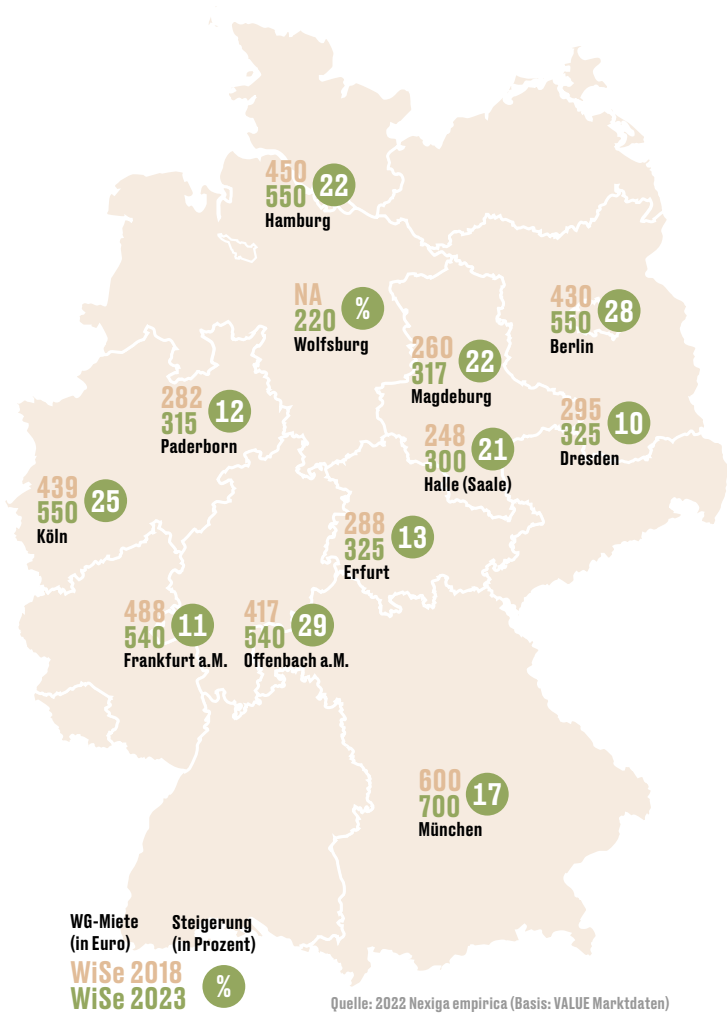 450
550
22
Hamburg
NA
220
%
Wolfsburg
430
550
28
Berlin
260
317
22
Magdeburg
282
315
12
Paderborn
295
325
10
Dresden
248
300
21
Halle (Saale)
439
550
25
Köln
288
325
13
Erfurt
488
540
11
Frankfurt a.M.
417
540
29
Offenbach a.M.
600
700
17
München
WG-Miete
(in Euro)
Steigerung
(in Prozent)
WiSe 2018
WiSe 2023
%
Quelle: 2022 Nexiga empirica (Basis: VALUE Marktdaten)